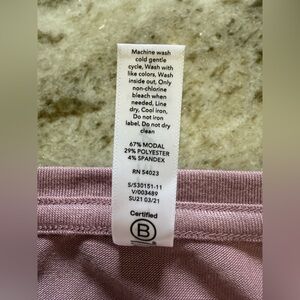 Machine wash
cold gentle
cycle, Wash with
like colors, Wash
inside out, Only
non-chlorine
bleach when
needed, Line
dry, Cool iron,
Do not iron
label, Do not dry
clean
67% MODAL
29% POLYESTER
4% SPANDEX
RN 54023
S/S30151-11
V/003489
SU21 03/21
Certified
B